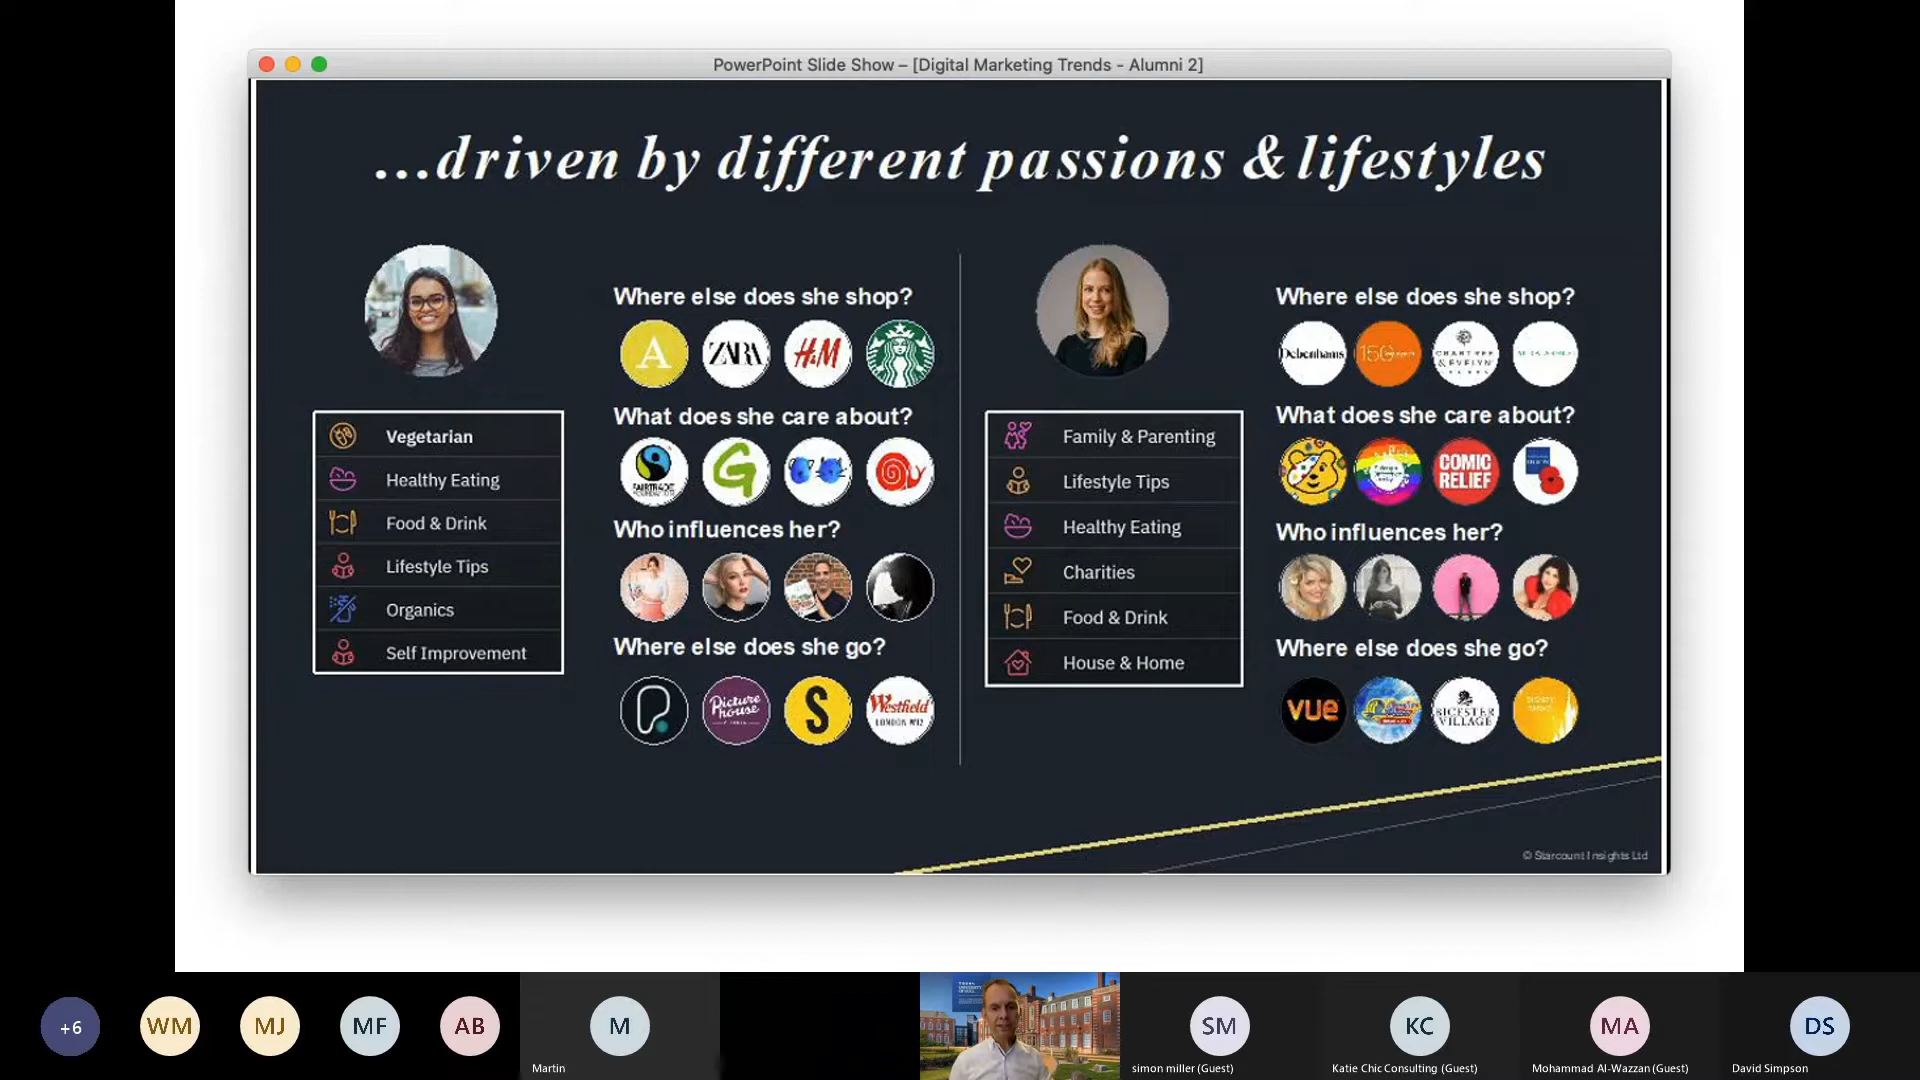 PowerPoint Slide Show – [Digital Marketing Trends - Alumni 2]
...driven by different passions & lifestyles
Vegetarian
Healthy Eating
Food & Drink
Lifestyle Tips
Organics
Self Improvement
Where else does she shop?
A
ZARA
H&M
What does she care about?
FAIRTRADE
FOUNDATION
G
Who influences her?
Where else does she go?
P
Picture
house
S
Westfield
LONDON W12
Family & Parenting
Lifestyle Tips
Healthy Eating
Charities
Food & Drink
House & Home
Where else does she shop?
Debenhams
150
CRABTREE
& EVELYN
What does she care about?
COMIC
RELIEF
Who influences her?
Where else does she go?
VUE
BICESTER
VILLAGE
© Starcount Insights Ltd
+6
WM
MJ
MF
AB
M
Martin
SM
simon miller (Guest)
KC
Katie Chic Consulting (Guest)
MA
Mohammad Al-Wazzan (Guest)
DS
David Simpson